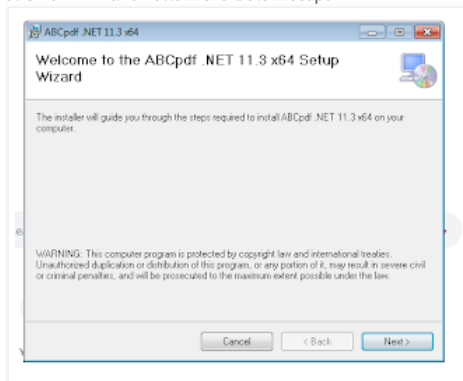 ABCpdf .NET 11.3 x64
Welcome to the ABCpdf .NET 11.3 x64 Setup
Wizard
The installer will guide you through the steps required to install ABCpdf .NET 11.3 x64 on your
computer.
WARNING: This computer program is protected by copyright law and international treaties.
Unauthorized duplication or distribution of this program, or any portion of it, may result in severe civil
or criminal penalties, and will be prosecuted to the maximum extent possible under the law.
Cancel
< Back
Next >